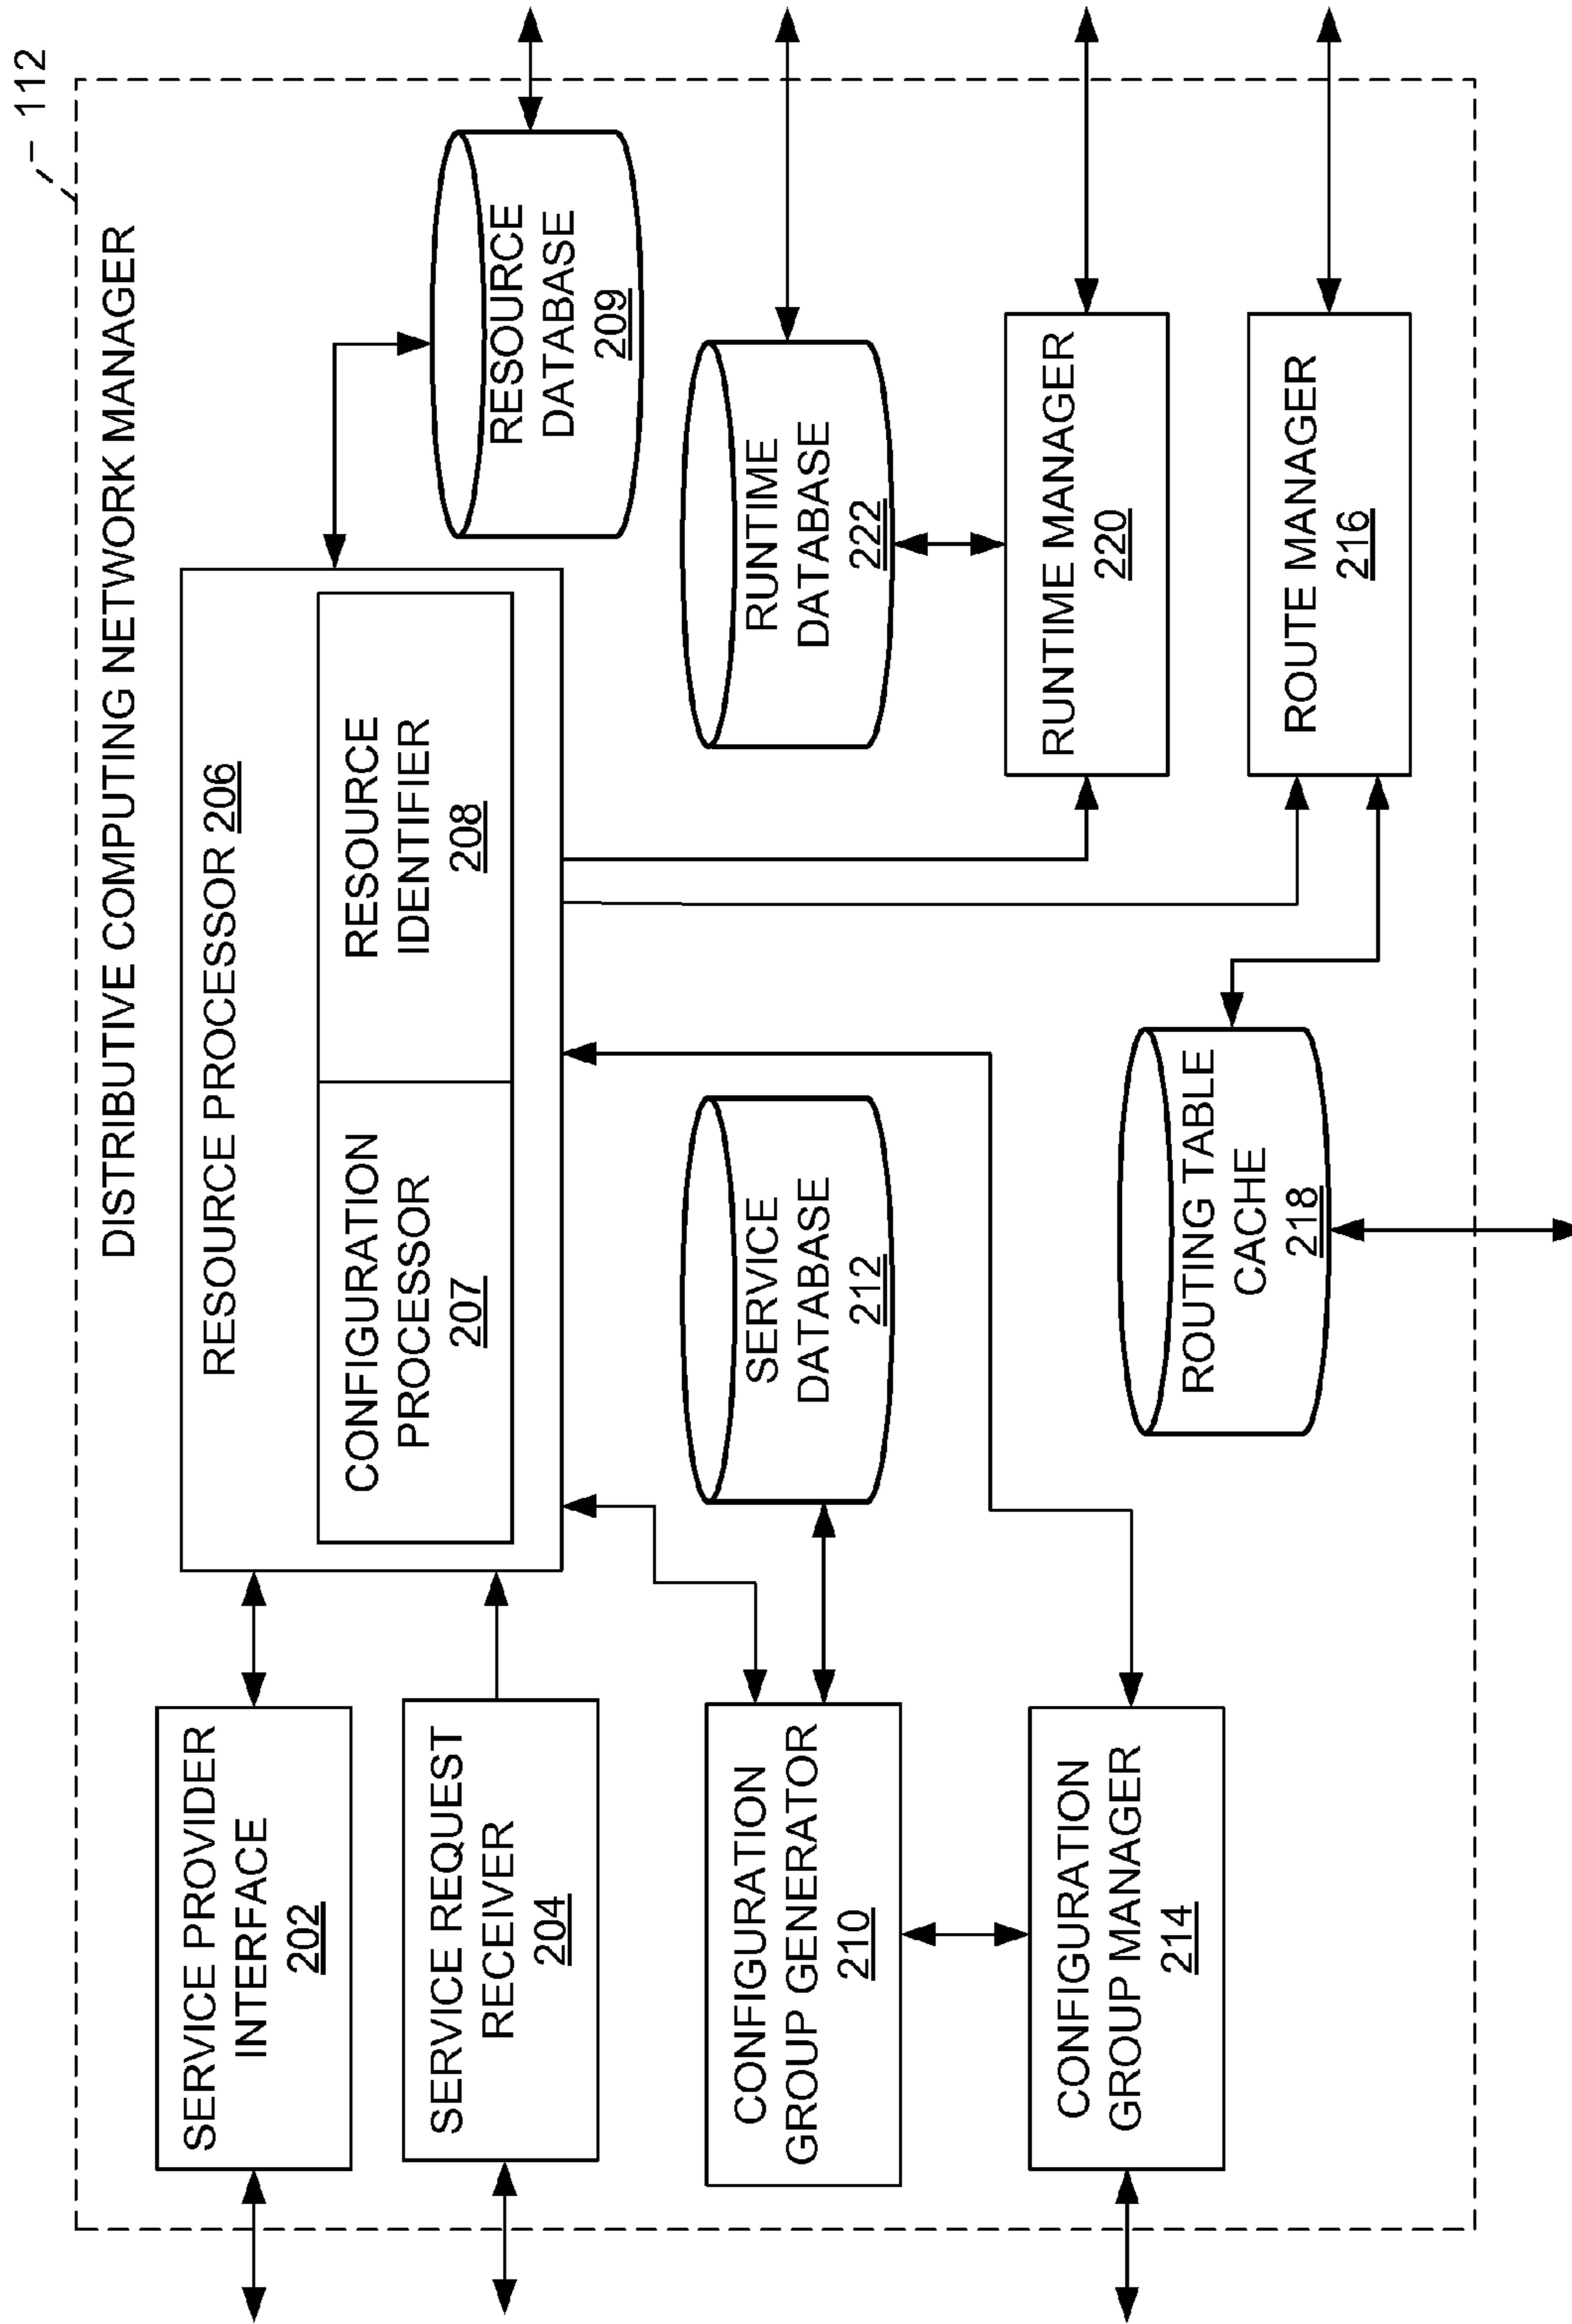 112
DISTRIBUTIVE COMPUTING NETWORK MANAGER
SERVICE PROVIDER
INTERFACE
202
SERVICE REQUEST
RECEIVER
204
RESOURCE PROCESSOR 206
CONFIGURATION
PROCESSOR
207
RESOURCE
IDENTIFIER
208
RESOURCE
DATABASE
209
CONFIGURATION
GROUP GENERATOR
210
SERVICE
DATABASE
212
RUNTIME
DATABASE
222
CONFIGURATION
GROUP MANAGER
214
ROUTING TABLE
CACHE
218
RUNTIME MANAGER
220
ROUTE MANAGER
216